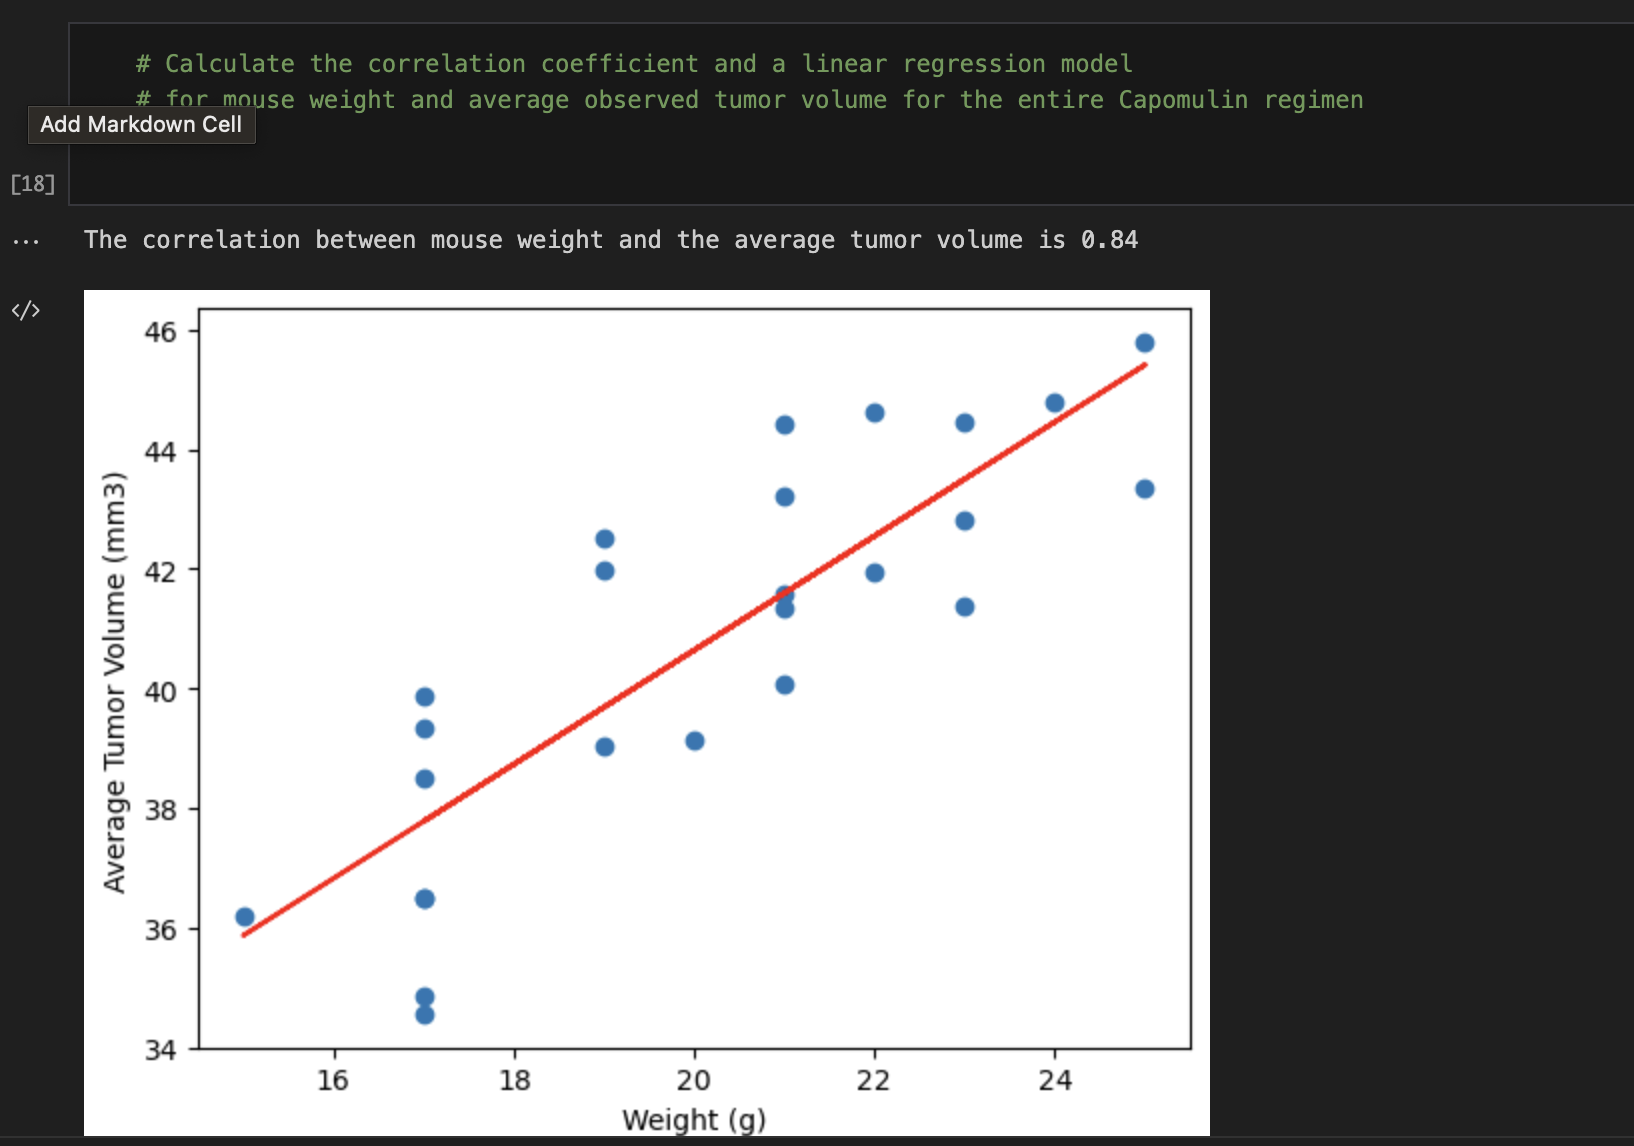 # Calculate the correlation coefficient and a linear regression model
# for mouse weight and average observed tumor volume for the entire Capomulin regimen
Add Markdown Cell
[18]
...
The correlation between mouse weight and the average tumor volume is 0.84
</>
46
44
42
40
38
36
34
Average Tumor Volume (mm3)
16 18 20 22 24
Weight (g)